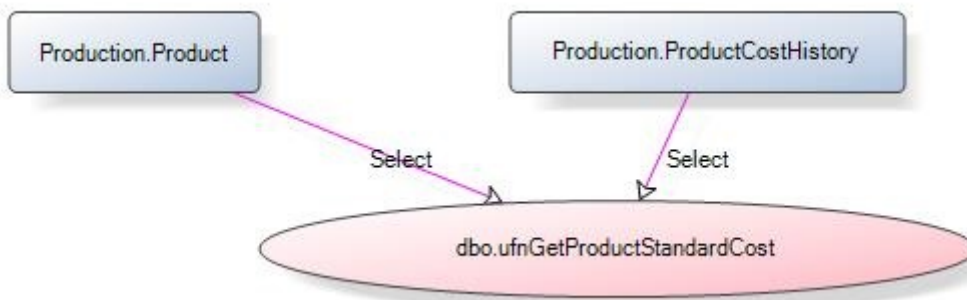 Production.Product
Production.ProductCostHistory
Select
Select
dbo.ufnGetProductStandardCost